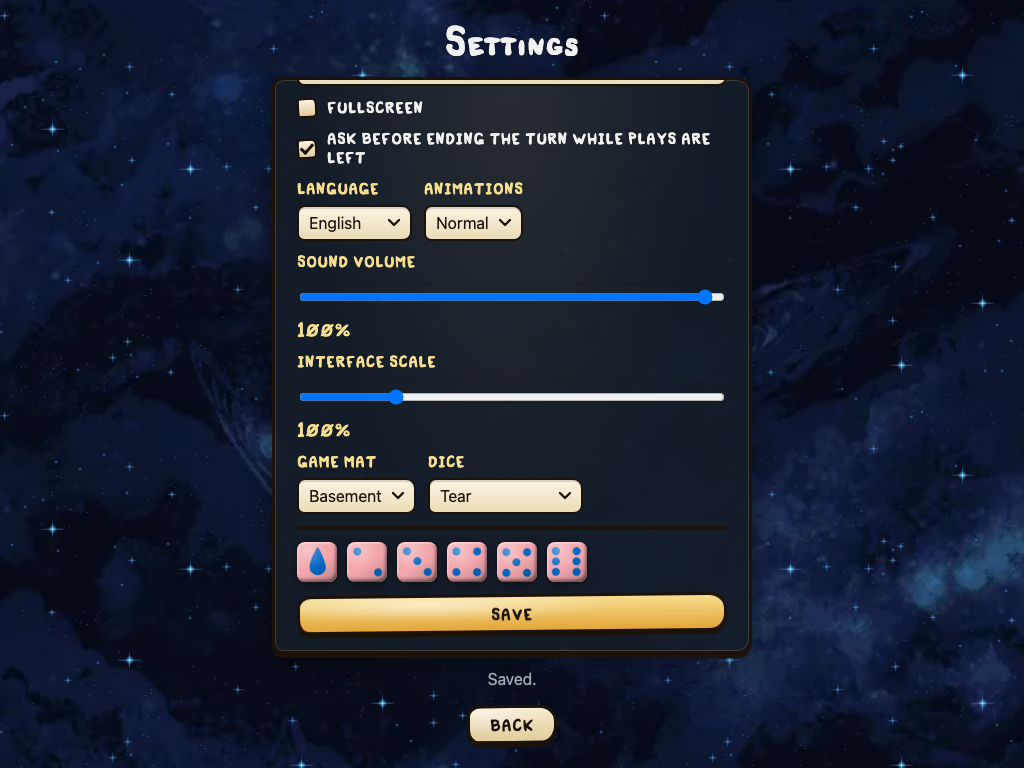 Settings
FULLSCREEN
ASK BEFORE ENDING THE TURN WHILE PLAYS ARE
LEFT
LANGUAGE ANIMATIONS
English Normal
SOUND VOLUME
100%
INTERFACE SCALE
100%
GAME MAT DICE
Basement Tear
SAVE
Saved.
BACK